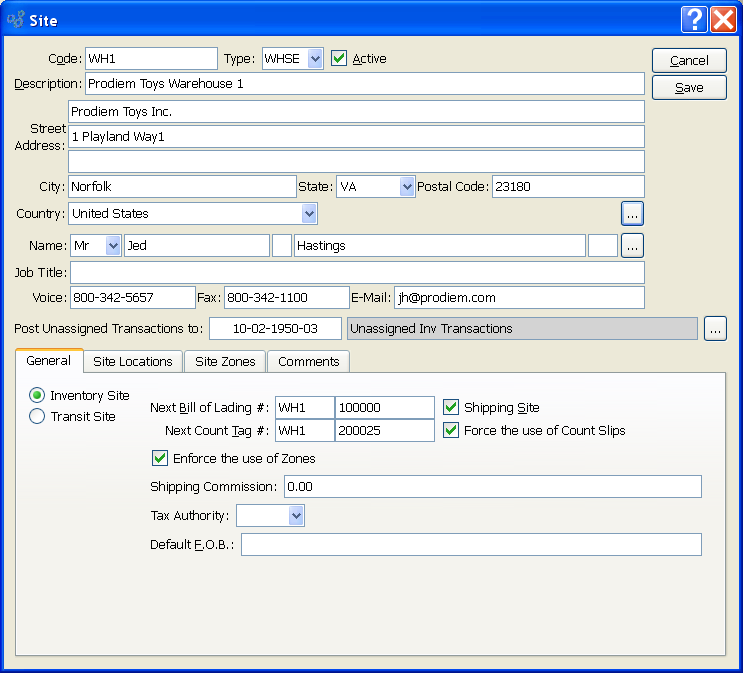 Site
Code: WH1 Type: WHSE Active Cancel
Description: Prodiem Toys Warehouse 1 Save
Prodiem Toys Inc.
Street Address: 1 Playland Way1
City: Norfolk State: VA Postal Code: 23180
Country: United States ...
Name: Mr Jed Hastings ...
Job Title:
Voice: 800-342-5657 Fax: 800-342-1100 E-Mail: jh@prodiem.com
Post Unassigned Transactions to: 10-02-1950-03 Unassigned Inv Transactions ...
General Site Locations Site Zones Comments
Inventory Site
Transit Site
Next Bill of Lading #: WH1 100000 Shipping Site
Next Count Tag #: WH1 200025 Force the use of Count Slips
Enforce the use of Zones
Shipping Commission: 0.00
Tax Authority:
Default F.O.B.: